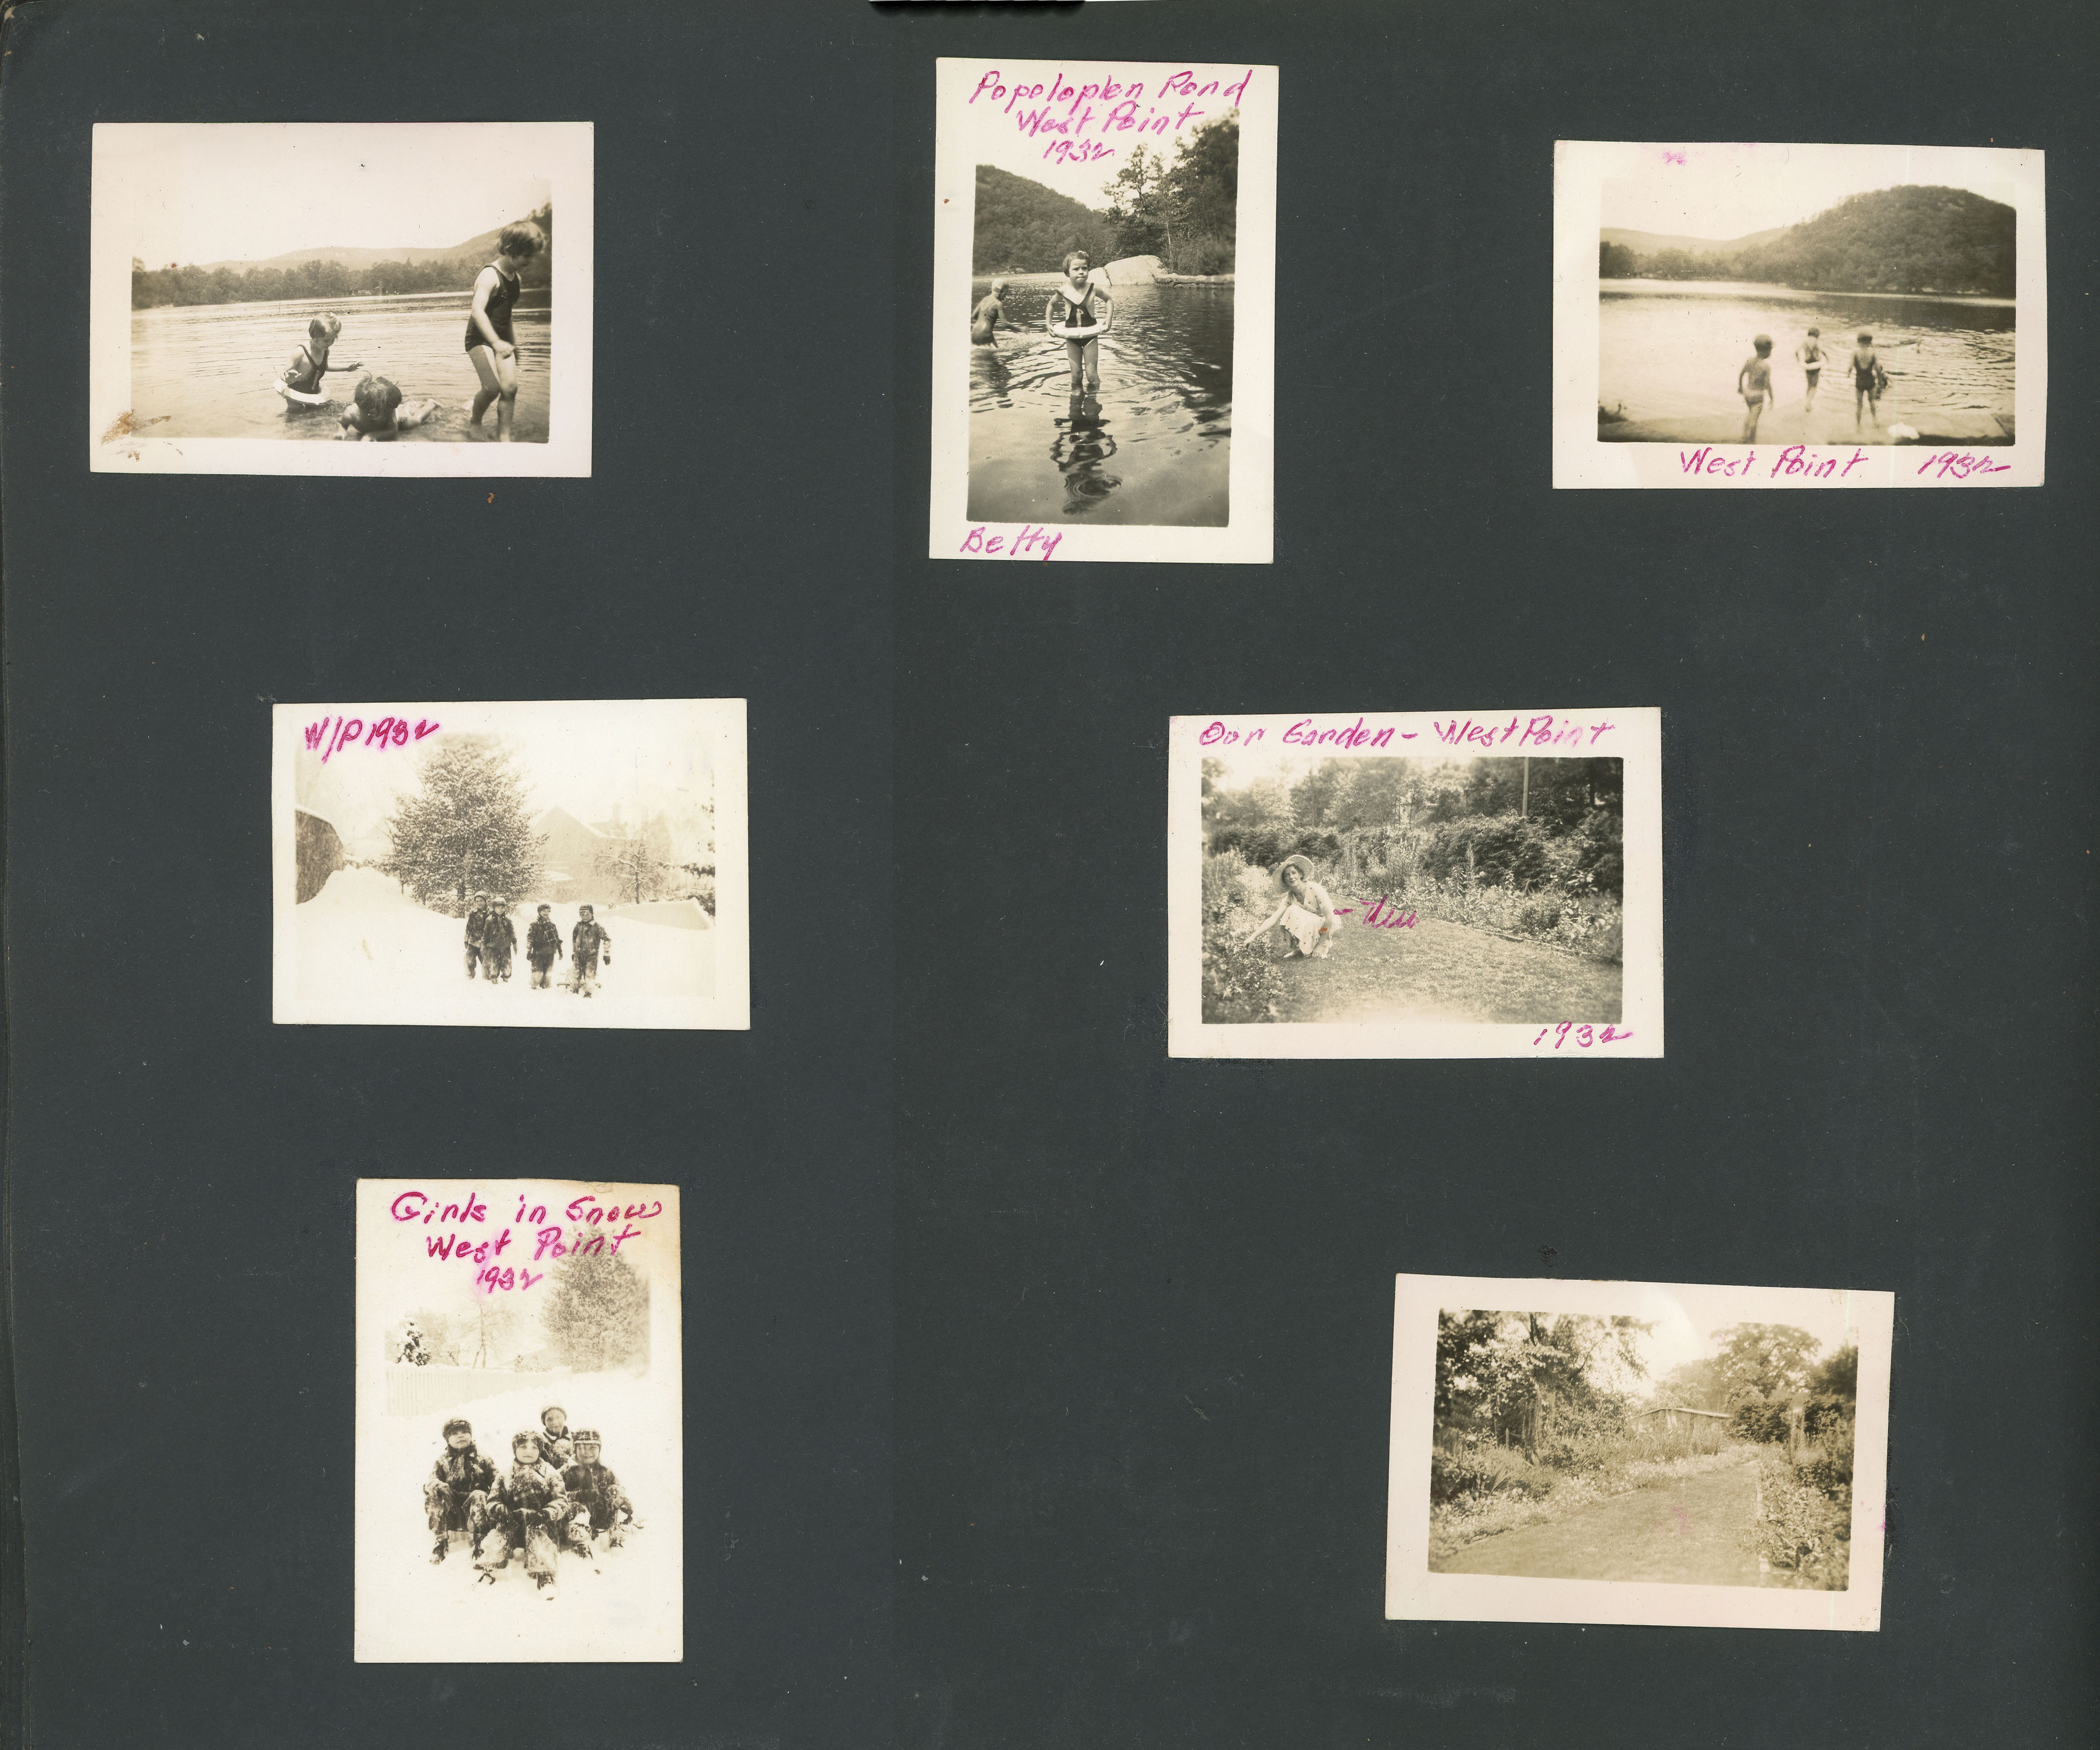 Popolopen Pond
West Point
1932
Betty
West Point 1932
W/P 1932
Our Garden - West Point
1932
Girls in Snow
West Point
1932